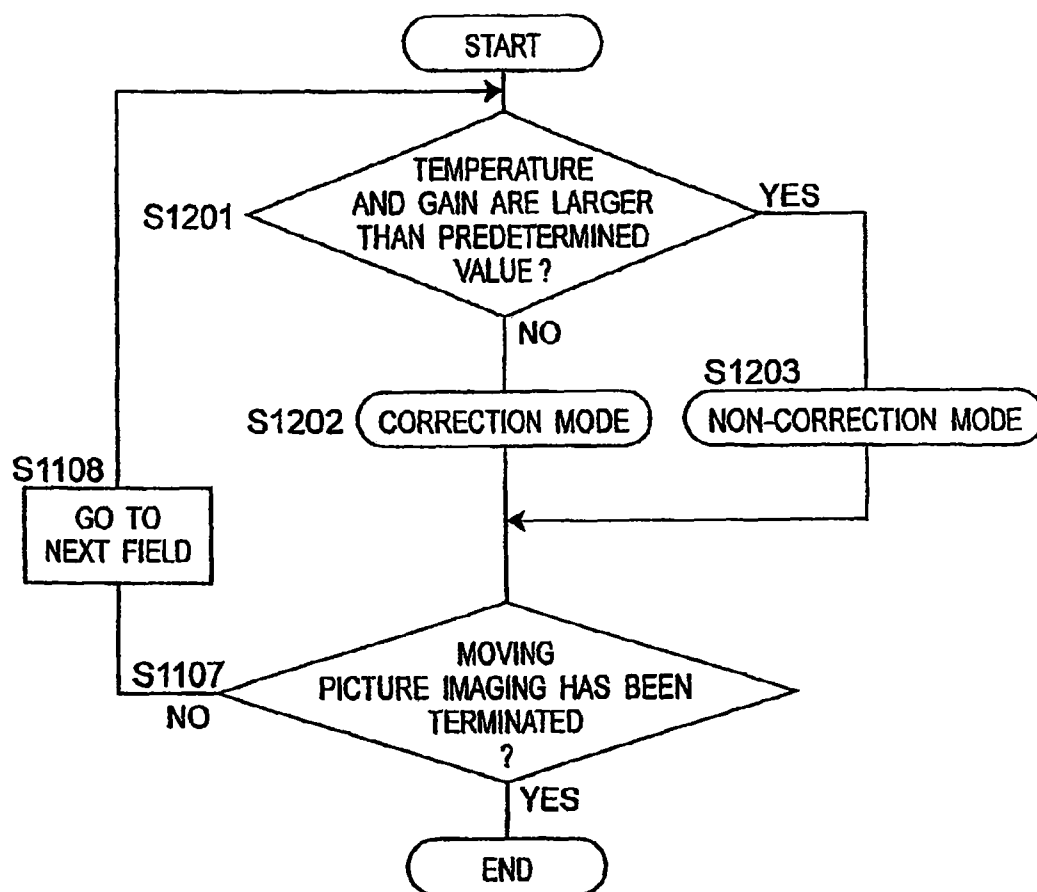 START
TEMPERATURE
AND GAIN ARE LARGER
THAN PREDETERMINED
VALUE ?
S1201
YES
NO
S1203
S1202
CORRECTION MODE
NON-CORRECTION MODE
S1108
GO TO
NEXT FIELD
S1107
NO
MOVING
PICTURE IMAGING HAS BEEN
TERMINATED
?
YES
END